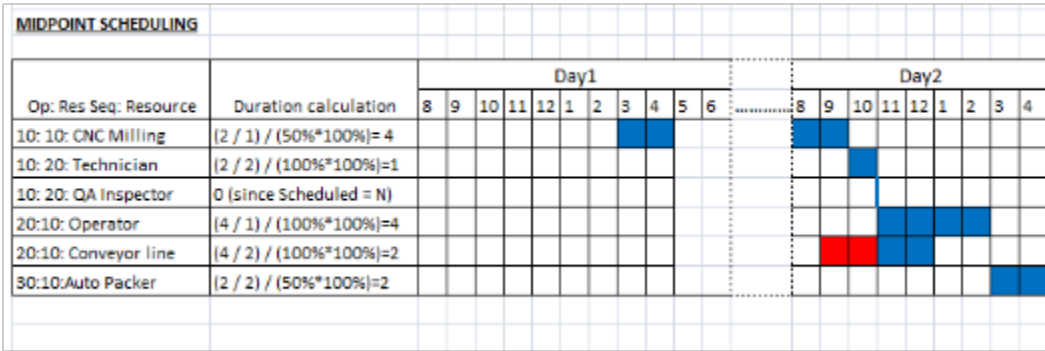 MIDPOINT SCHEDULING
Day1 Day2
Op: Res Seq: Resource Duration calculation 8 9 10 11 12 1 2 3 4 5 6 ............. 8 9 10 11 12 1 2 3 4
10: 10: CNC Milling (2 / 1) / (50%*100%)= 4
10: 20: Technician (2 / 2) / (100%*100%)=1
10: 20: QA Inspector 0 (since Scheduled = N)
20:10: Operator (4 / 1) / (100%*100%)=4
20:10: Conveyor line (4 / 2) / (100%*100%)=2
30:10:Auto Packer (2 / 2) / (50%*100%)=2